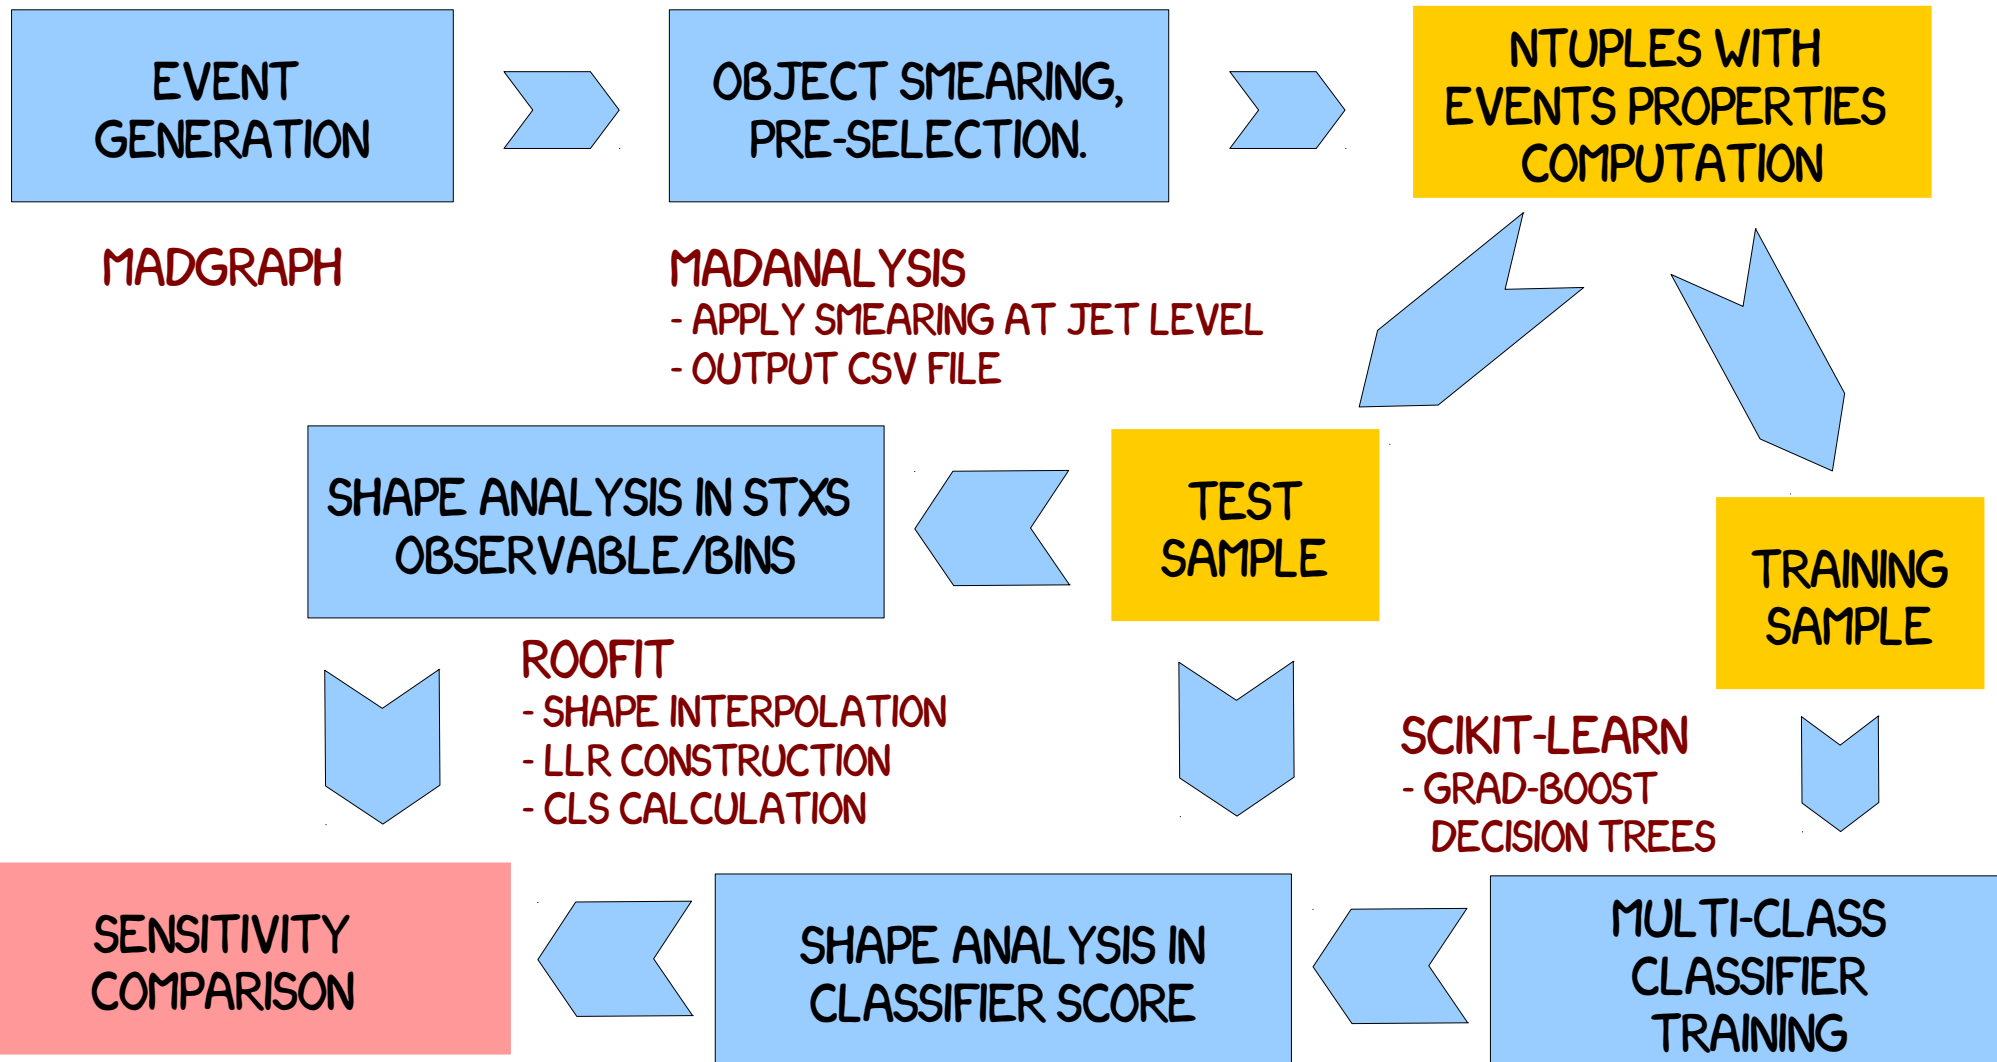 EVENT
GENERATION
OBJECT SMEARING,
PRE-SELECTION.
NTUPLES WITH
EVENTS PROPERTIES
COMPUTATION
MADGRAPH
MADANALYSIS
- APPLY SMEARING AT JET LEVEL
- OUTPUT CSV FILE
SHAPE ANALYSIS IN STXS
OBSERVABLE/BINS
TEST
SAMPLE
TRAINING
SAMPLE
ROOFIT
- SHAPE INTERPOLATION
- LLR CONSTRUCTION
- CLS CALCULATION
SCIKIT-LEARN
- GRAD-BOOST
DECISION TREES
SENSITIVITY
COMPARISON
SHAPE ANALYSIS IN
CLASSIFIER SCORE
MULTI-CLASS
CLASSIFIER
TRAINING